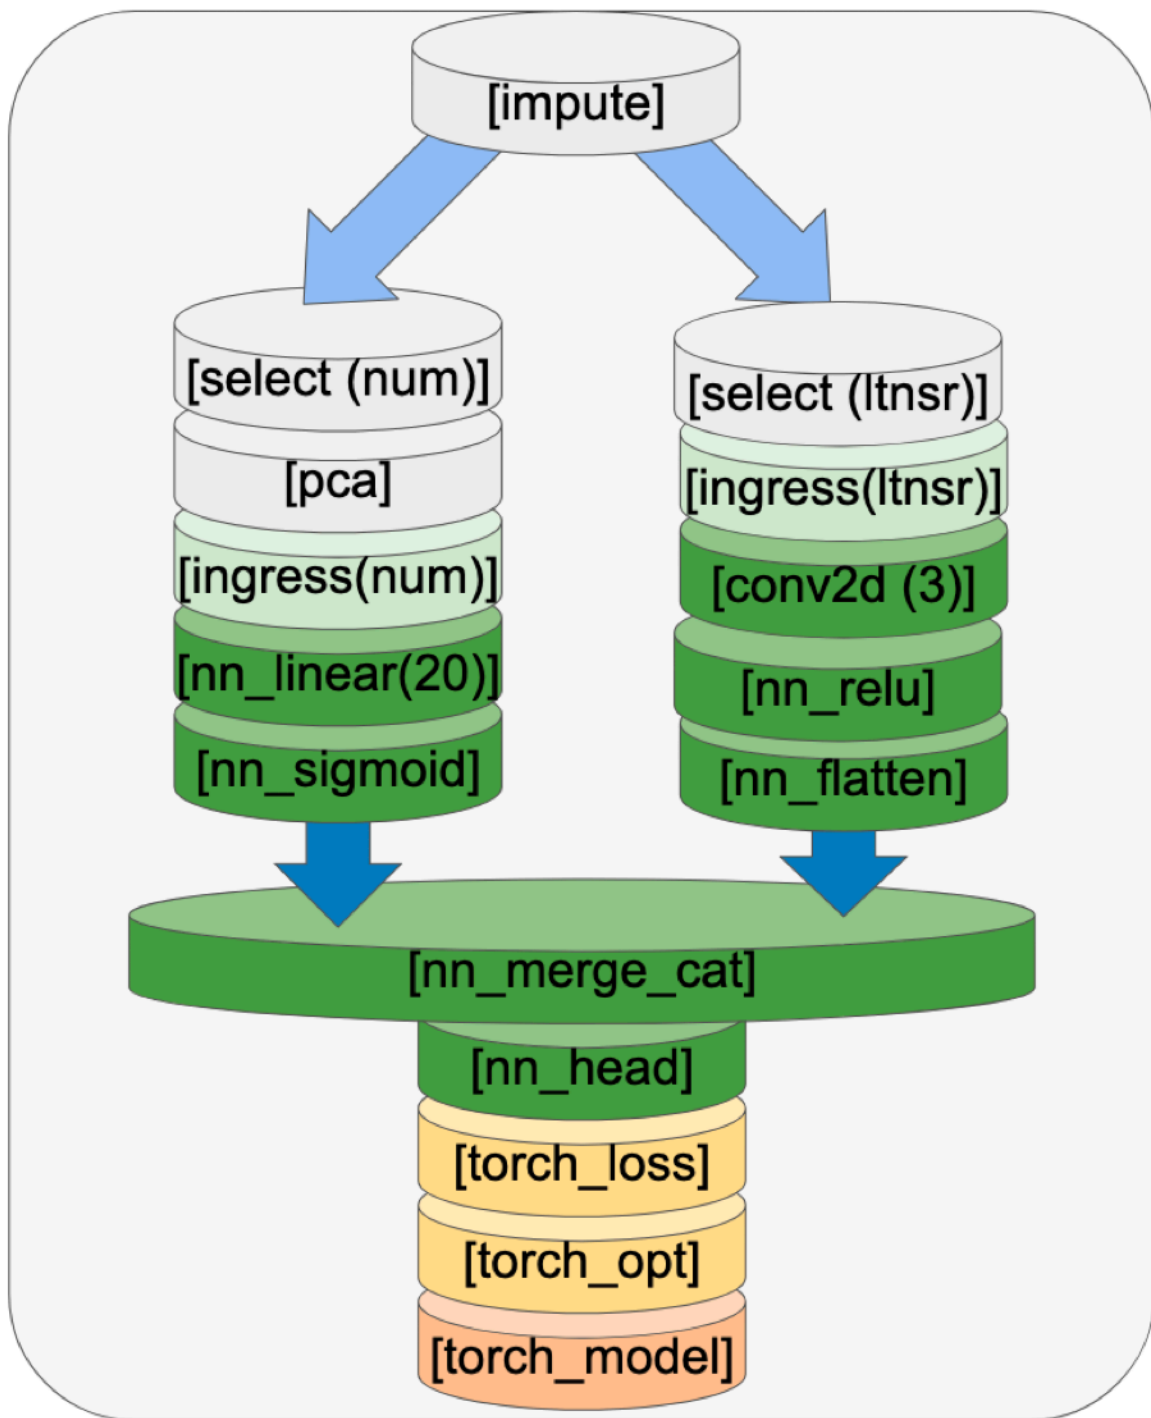 [impute]
[select (num)]
[pca]
[ingress(num)]
[nn_linear(20)]
[nn_sigmoid]
[select (ltnsr)]
[ingress(ltnsr)]
[conv2d (3)]
[nn_relu]
[nn_flatten]
[nn_merge_cat]
[nn_head]
[torch_loss]
[torch_opt]
[torch_model]